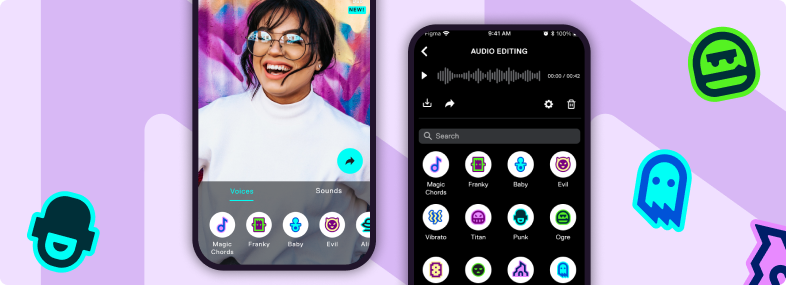 NEW!
Voices
Sounds
Magic
Chords
Franky
Baby
Evil
Figma
9:41 AM
100%
AUDIO EDITING
00:00 / 00:42
Search
Magic
Chords
Franky
Baby
Evil
Vibrato
Titan
Punk
Ogre